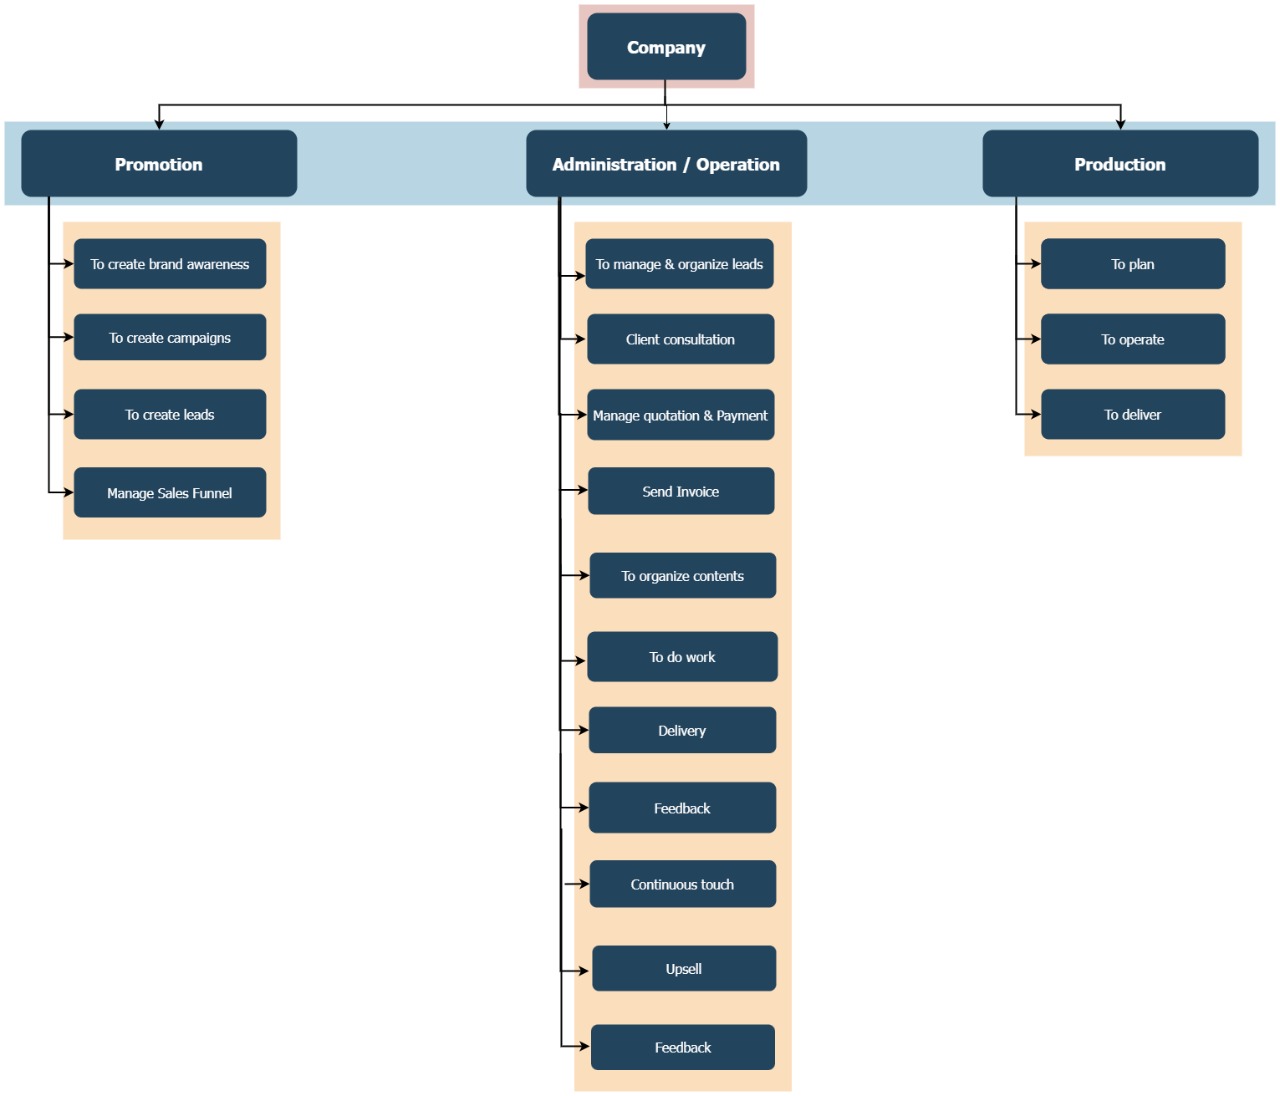 Company
Promotion
Administration / Operation
Production
To create brand awareness
To create campaigns
To create leads
Manage Sales Funnel
To manage & organize leads
Client consultation
Manage quotation & Payment
Send Invoice
To organize contents
To do work
Delivery
Feedback
Continuous touch
Upsell
Feedback
To plan
To operate
To deliver